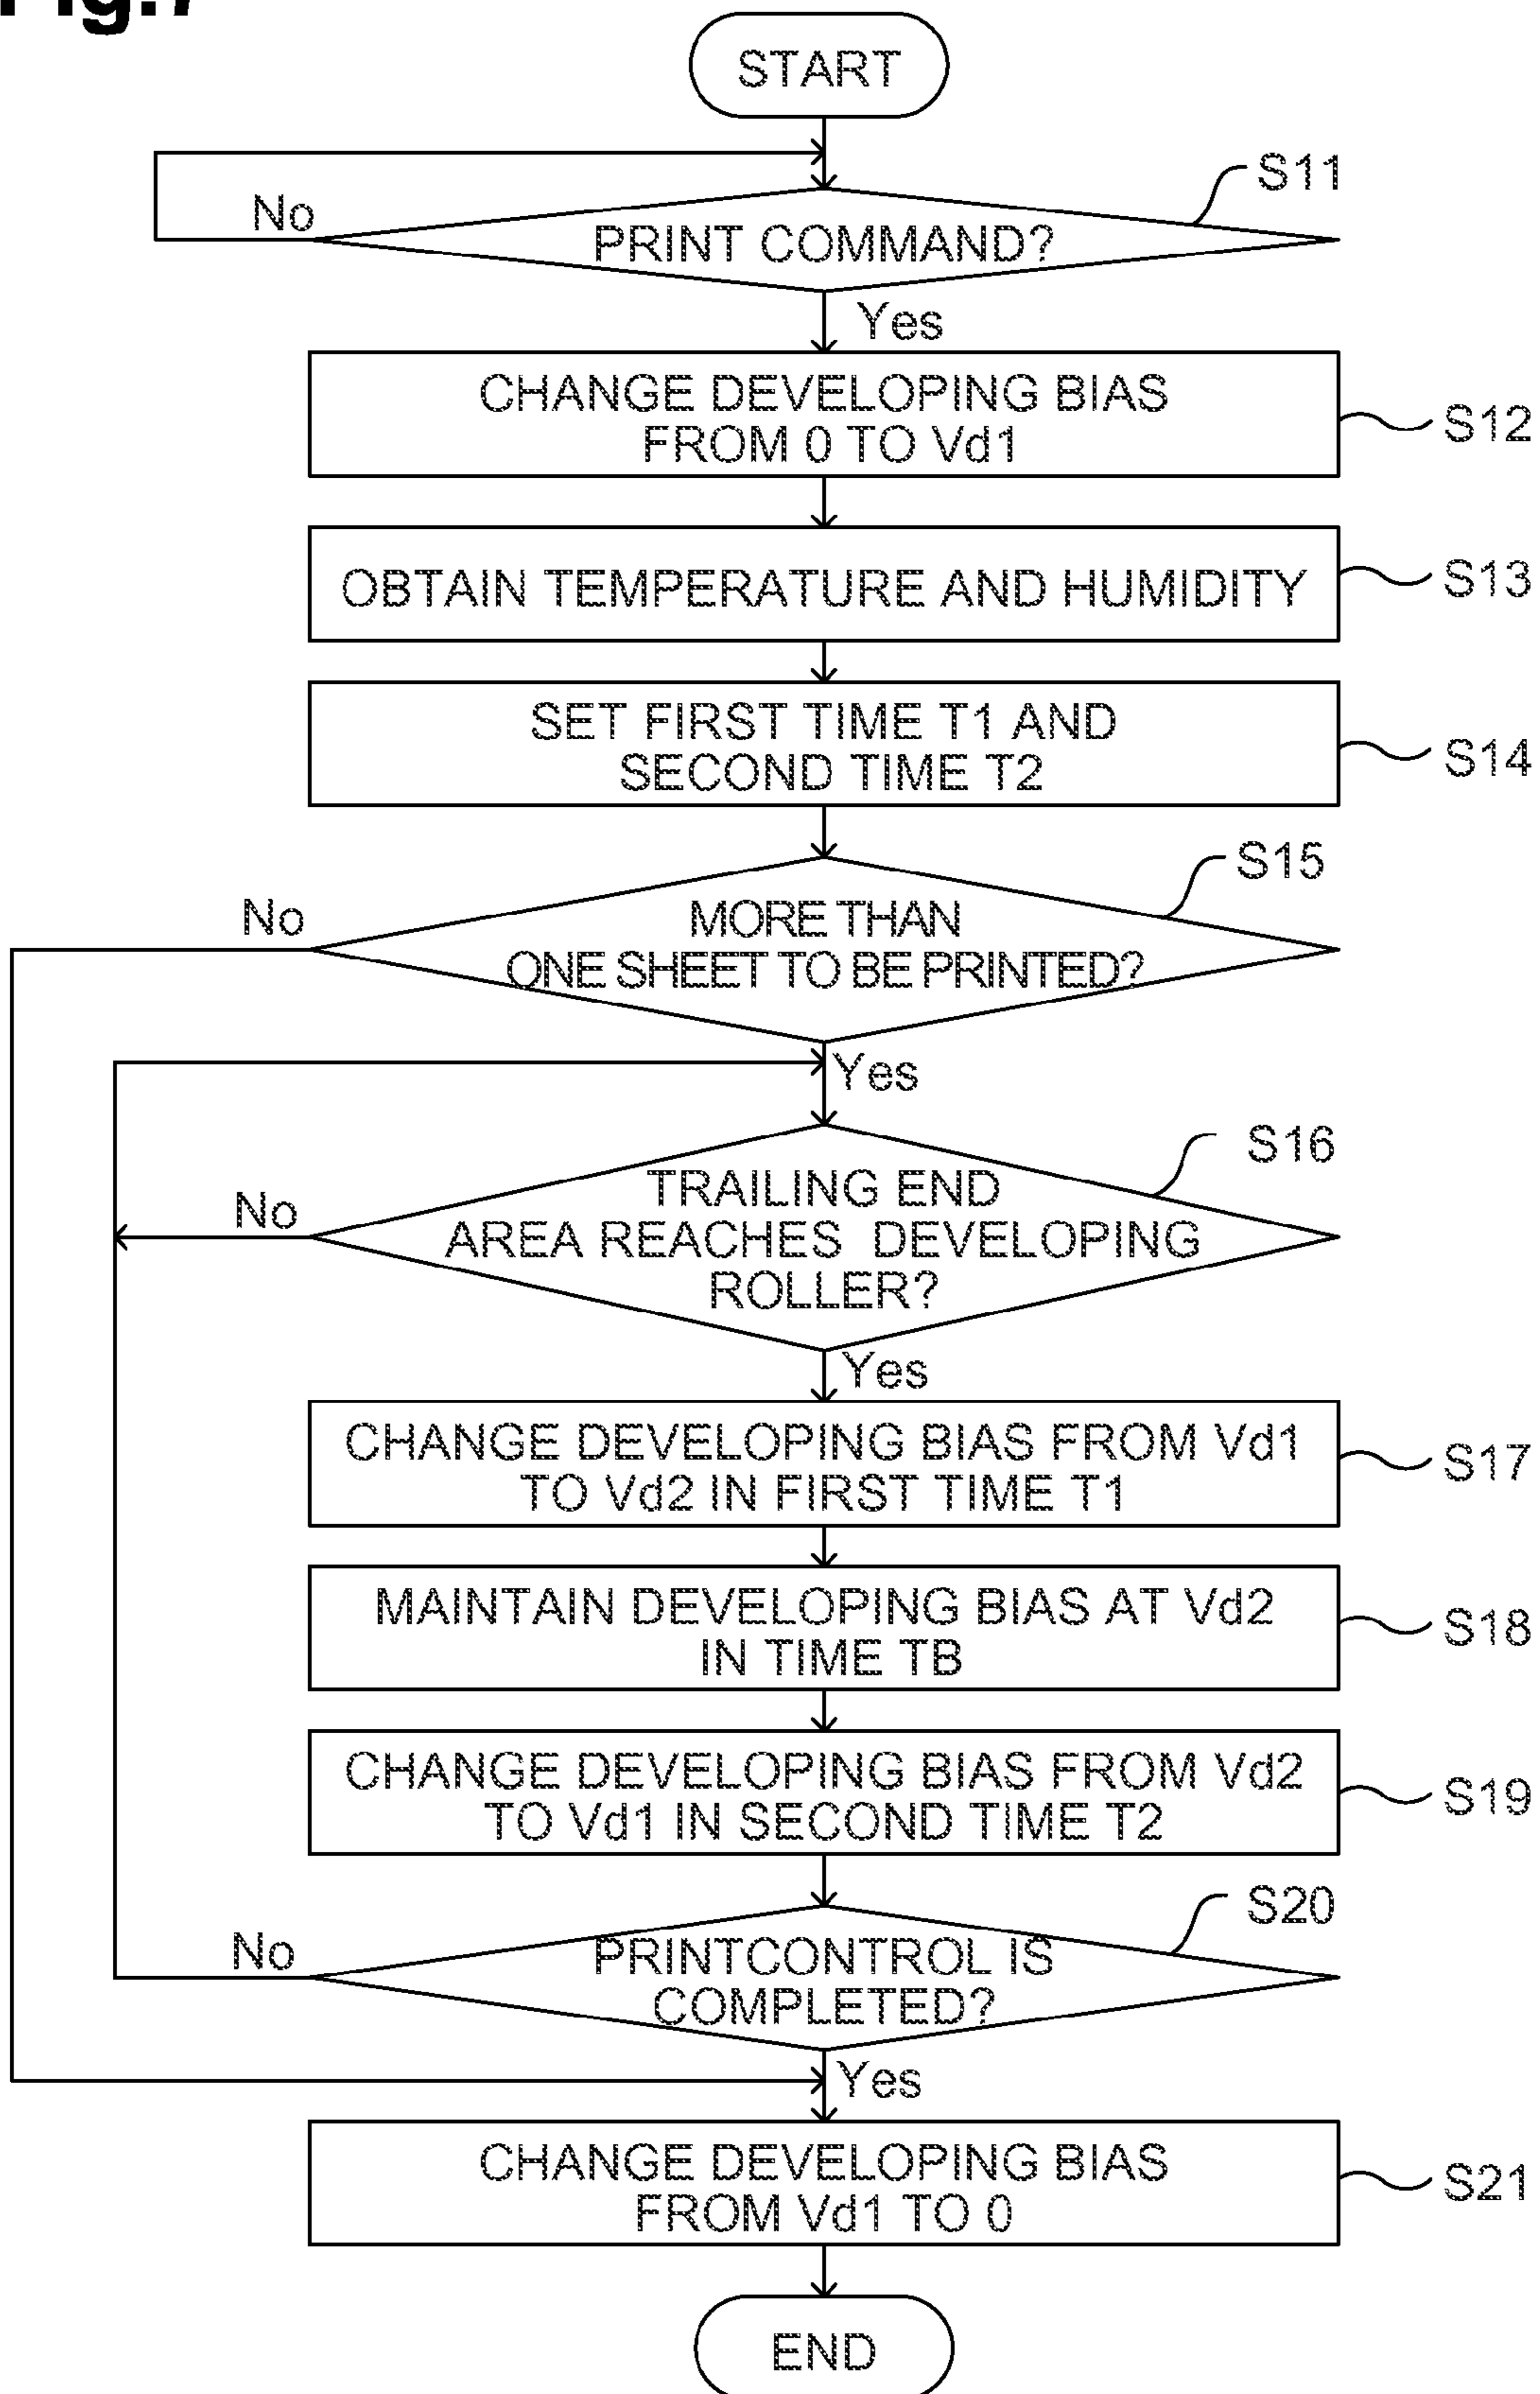 Fig.7
START
S11
No
PRINT COMMAND?
Yes
CHANGE DEVELOPING BIAS
FROM 0 TO Vd1
S12
OBTAIN TEMPERATURE AND HUMIDITY
S13
SET FIRST TIME T1 AND
SECOND TIME T2
S14
S15
No
MORE THAN
ONE SHEET TO BE PRINTED?
Yes
S16
No
TRAILING END
AREA REACHES DEVELOPING
ROLLER?
Yes
CHANGE DEVELOPING BIAS FROM Vd1
TO Vd2 IN FIRST TIME T1
S17
MAINTAIN DEVELOPING BIAS AT Vd2
IN TIME TB
S18
CHANGE DEVELOPING BIAS FROM Vd2
TO Vd1 IN SECOND TIME T2
S19
S20
No
PRINTCONTROL IS
COMPLETED?
Yes
CHANGE DEVELOPING BIAS
FROM Vd1 TO 0
S21
END